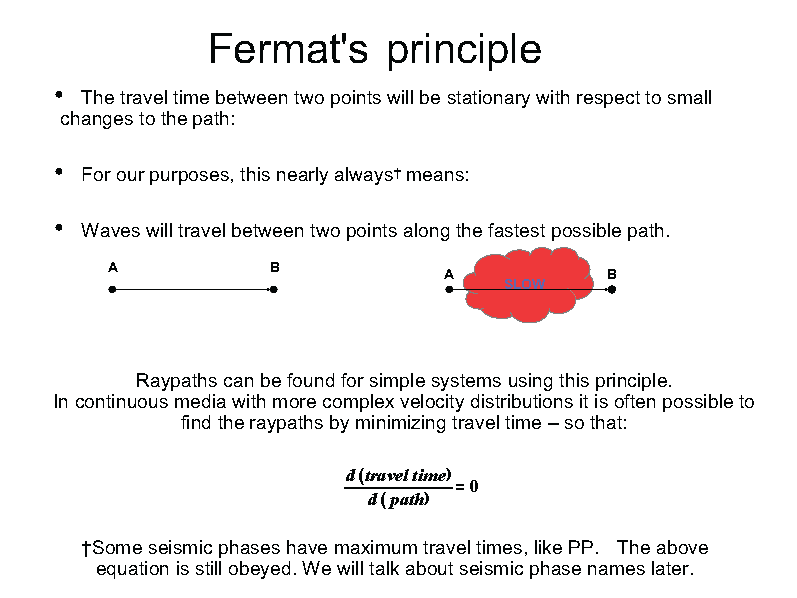 Fermat's principle
• The travel time between two points will be stationary with respect to small
changes to the path:
• For our purposes, this nearly always† means:
• Waves will travel between two points along the fastest possible path.
A B A B
SLOW
Raypaths can be found for simple systems using this principle.
In continuous media with more complex velocity distributions it is often possible to
find the raypaths by minimizing travel time – so that:
d (travel time)
d ( path)
= 0
†Some seismic phases have maximum travel times, like PP. The above
equation is still obeyed. We will talk about seismic phase names later.